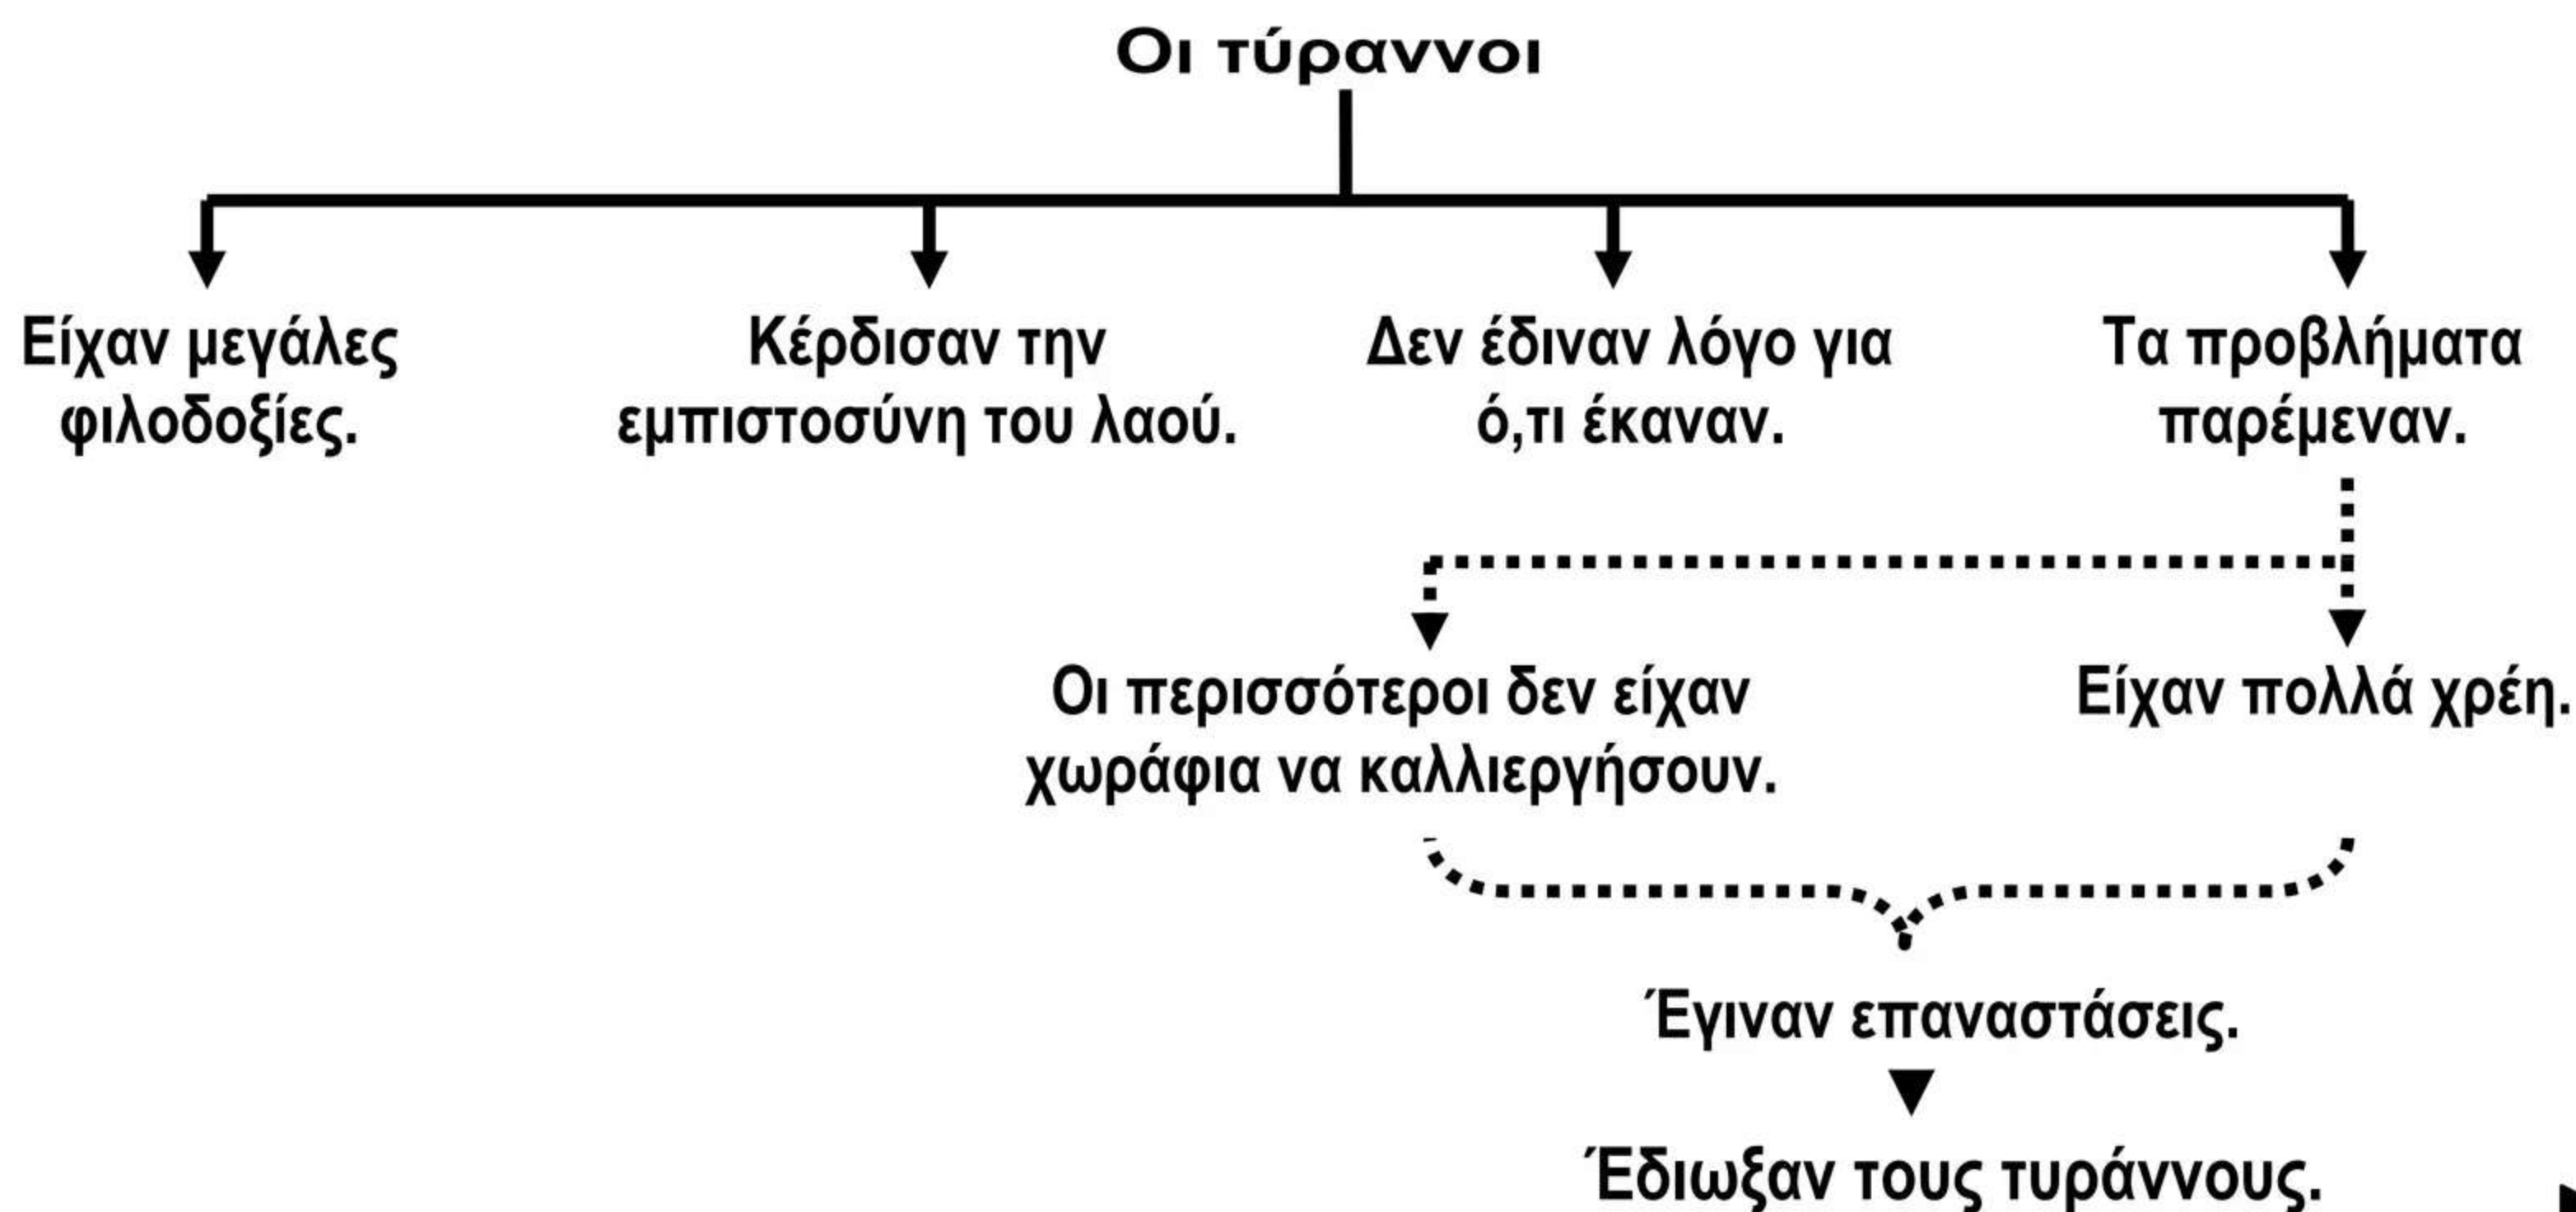 Οι τύραννοι
Είχαν μεγάλες
φιλοδοξίες.
Κέρδισαν την
εμπιστοσύνη του λαού.
Δεν έδιναν λόγο για
ό,τι έκαναν.
Τα προβλήματα
παρέμεναν.
Οι περισσότεροι δεν είχαν
χωράφια να καλλιεργήσουν.
Είχαν πολλά χρέη.
Έγιναν επαναστάσεις.
Έδιωξαν τους τυράννους.